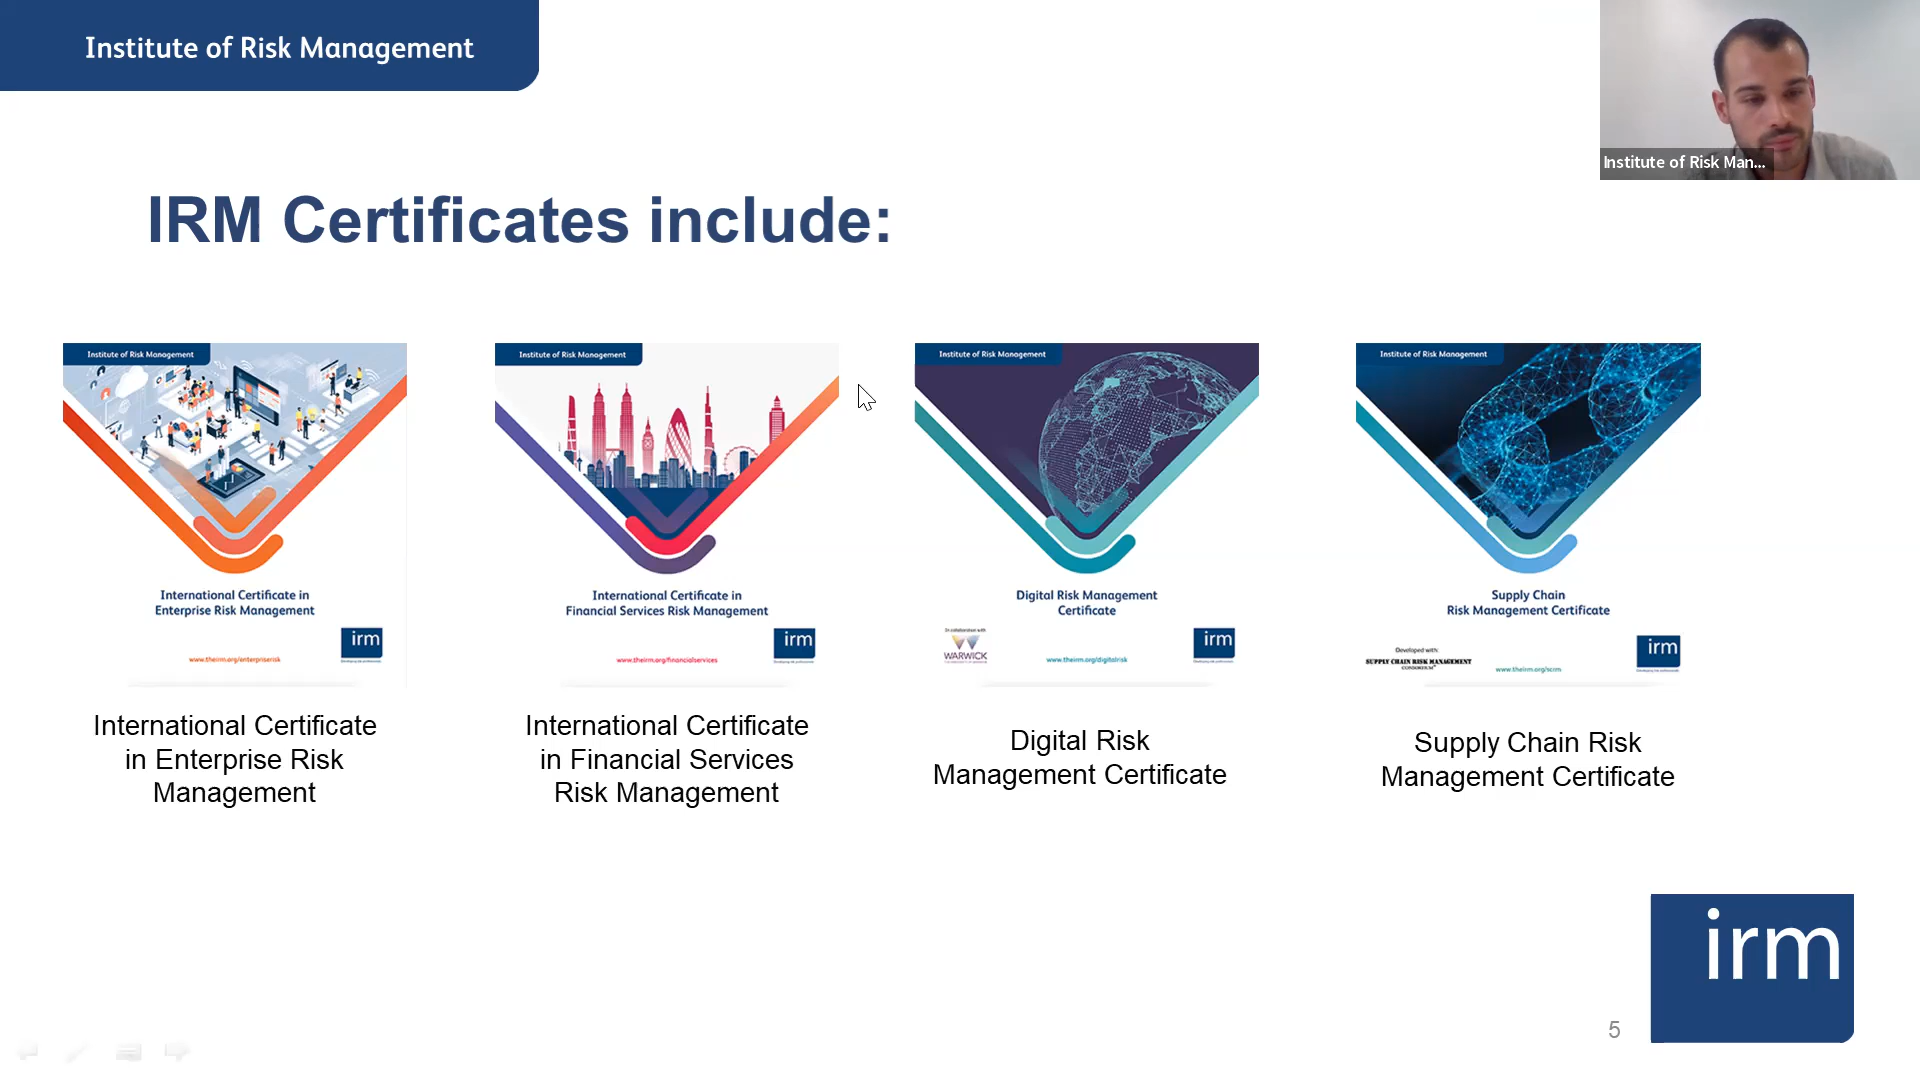 Institute of Risk Management
Institute of Risk Man...
IRM Certificates include:
Institute of Risk Management
International Certificate in
Enterprise Risk Management
irm
www.theirm.org/enterpriserisk
International Certificate
in Enterprise Risk
Management
Institute of Risk Management
International Certificate in
Financial Services Risk Management
irm
www.theirm.org/financialservices
International Certificate
in Financial Services
Risk Management
Institute of Risk Management
Digital Risk Management
Certificate
In collaboration with
WARWICK
irm
www.theirm.org/digitalrisk
Digital Risk
Management Certificate
Institute of Risk Management
Supply Chain
Risk Management Certificate
Developed with:
SUPPLY CHAIN RISK MANAGEMENT
CONSORTIUM
irm
www.theirm.org/scrm
Supply Chain Risk
Management Certificate
irm
5